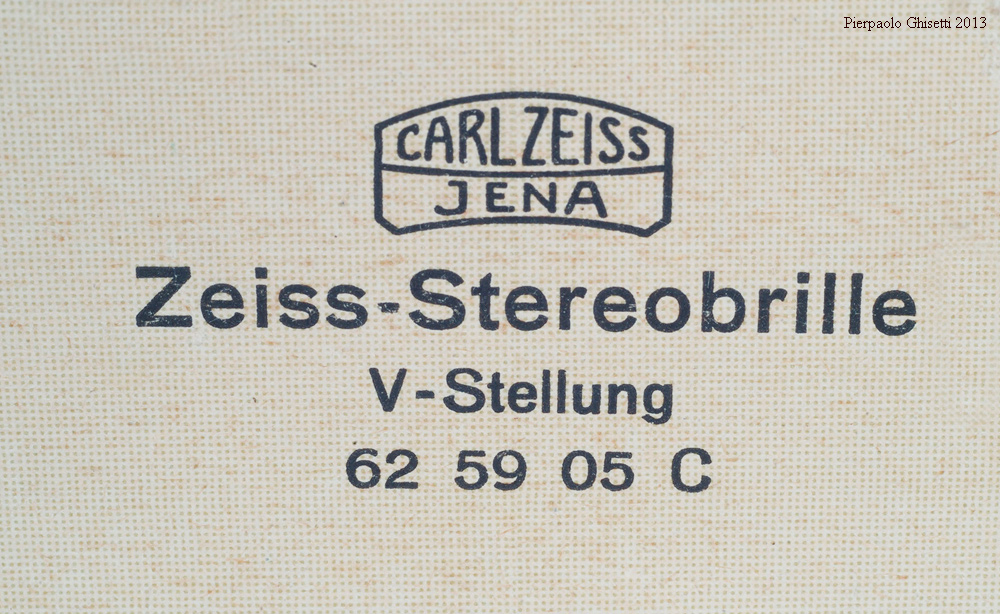 Pierpaolo Ghisetti 2013
CARL ZEISS
JENA
Zeiss-Stereobrille
V-Stellung
62 59 05 C